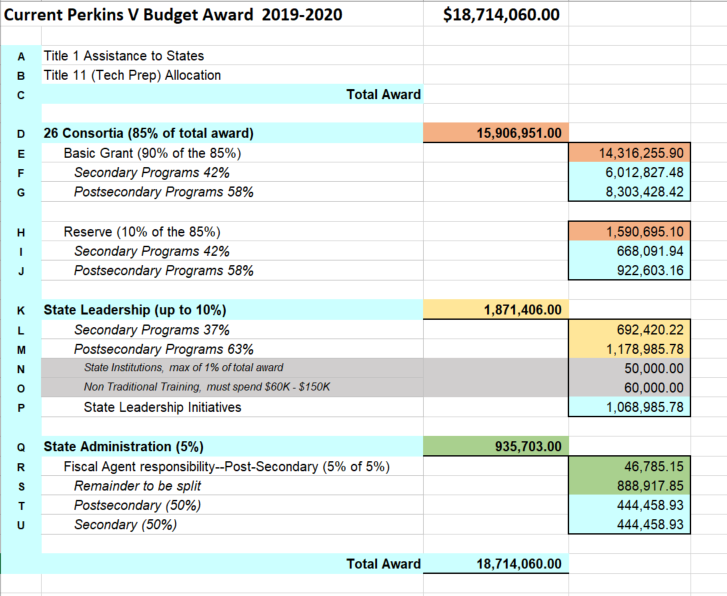 Current Perkins V Budget Award 2019-2020 $18,714,060.00
A Title 1 Assistance to States
B Title 11 (Tech Prep) Allocation
C Total Award
D 26 Consortia (85% of total award) 15,906,951.00
E Basic Grant (90% of the 85%) 14,316,255.90
F Secondary Programs 42% 6,012,827.48
G Postsecondary Programs 58% 8,303,428.42
H Reserve (10% of the 85%) 1,590,695.10
I Secondary Programs 42% 668,091.94
J Postsecondary Programs 58% 922,603.16
K State Leadership (up to 10%) 1,871,406.00
L Secondary Programs 37% 692,420.22
M Postsecondary Programs 63% 1,178,985.78
N State Institutions, max of 1% of total award 50,000.00
O Non Traditional Training, must spend $60K - $150K 60,000.00
P State Leadership Initiatives 1,068,985.78
Q State Administration (5%) 935,703.00
R Fiscal Agent responsibility--Post-Secondary (5% of 5%) 46,785.15
S Remainder to be split 888,917.85
T Postsecondary (50%) 444,458.93
U Secondary (50%) 444,458.93
Total Award 18,714,060.00